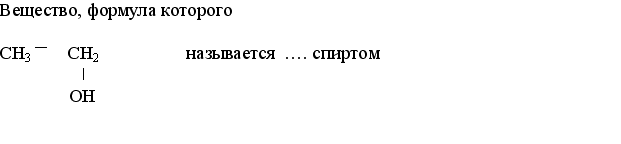 Вещество, формула которого
CH₃ — CH₂ называется …. спиртом
|
OH